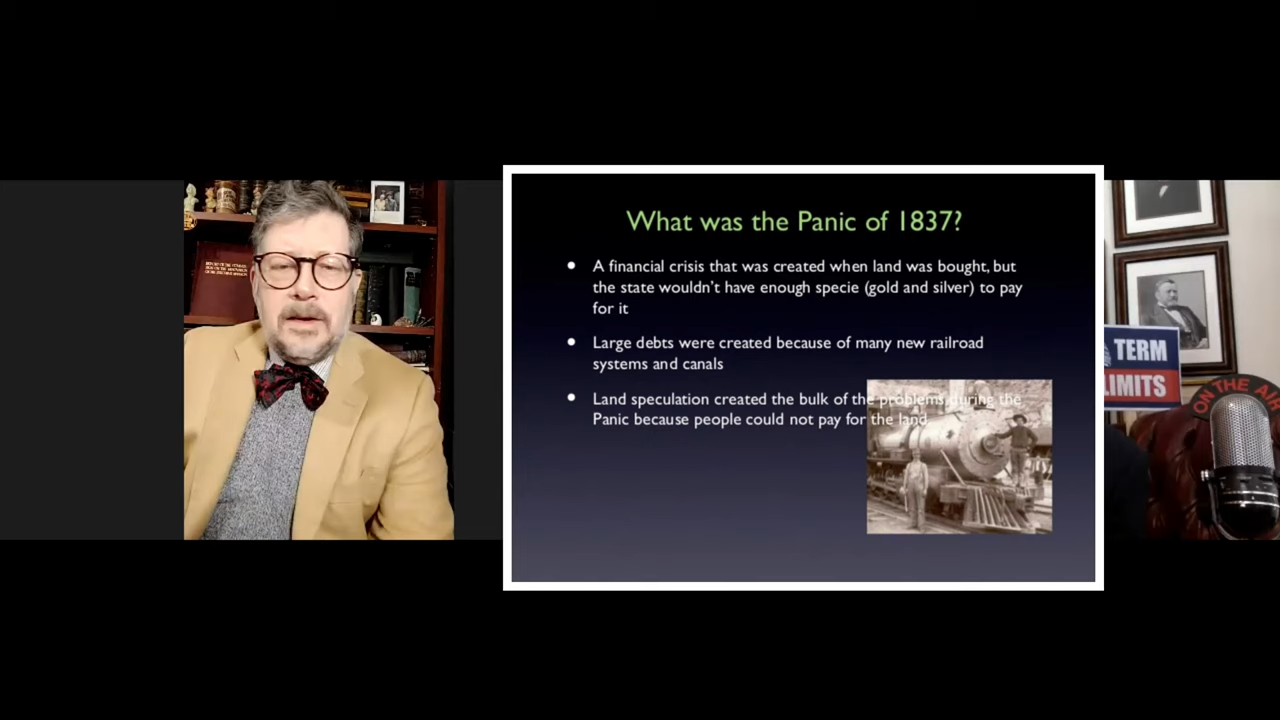 What was the Panic of 1837?
• A financial crisis that was created when land was bought, but
the state wouldn't have enough specie (gold and silver) to pay
for it
• Large debts were created because of many new railroad
systems and canals
• Land speculation created the bulk of the problems during the
Panic because people could not pay for the land.
TERM
LIMITS
ON THE AIR